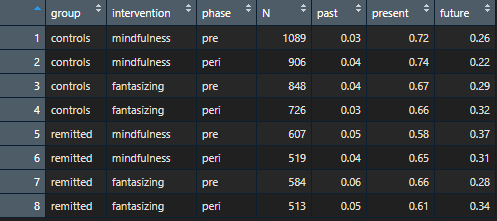 group intervention phase N past present future
1 controls mindfulness pre 1089 0.03 0.72 0.26
2 controls mindfulness peri 906 0.04 0.74 0.22
3 controls fantasizing pre 848 0.04 0.67 0.29
4 controls fantasizing peri 726 0.03 0.66 0.32
5 remitted mindfulness pre 607 0.05 0.58 0.37
6 remitted mindfulness peri 519 0.04 0.65 0.31
7 remitted fantasizing pre 584 0.06 0.66 0.28
8 remitted fantasizing peri 513 0.05 0.61 0.34